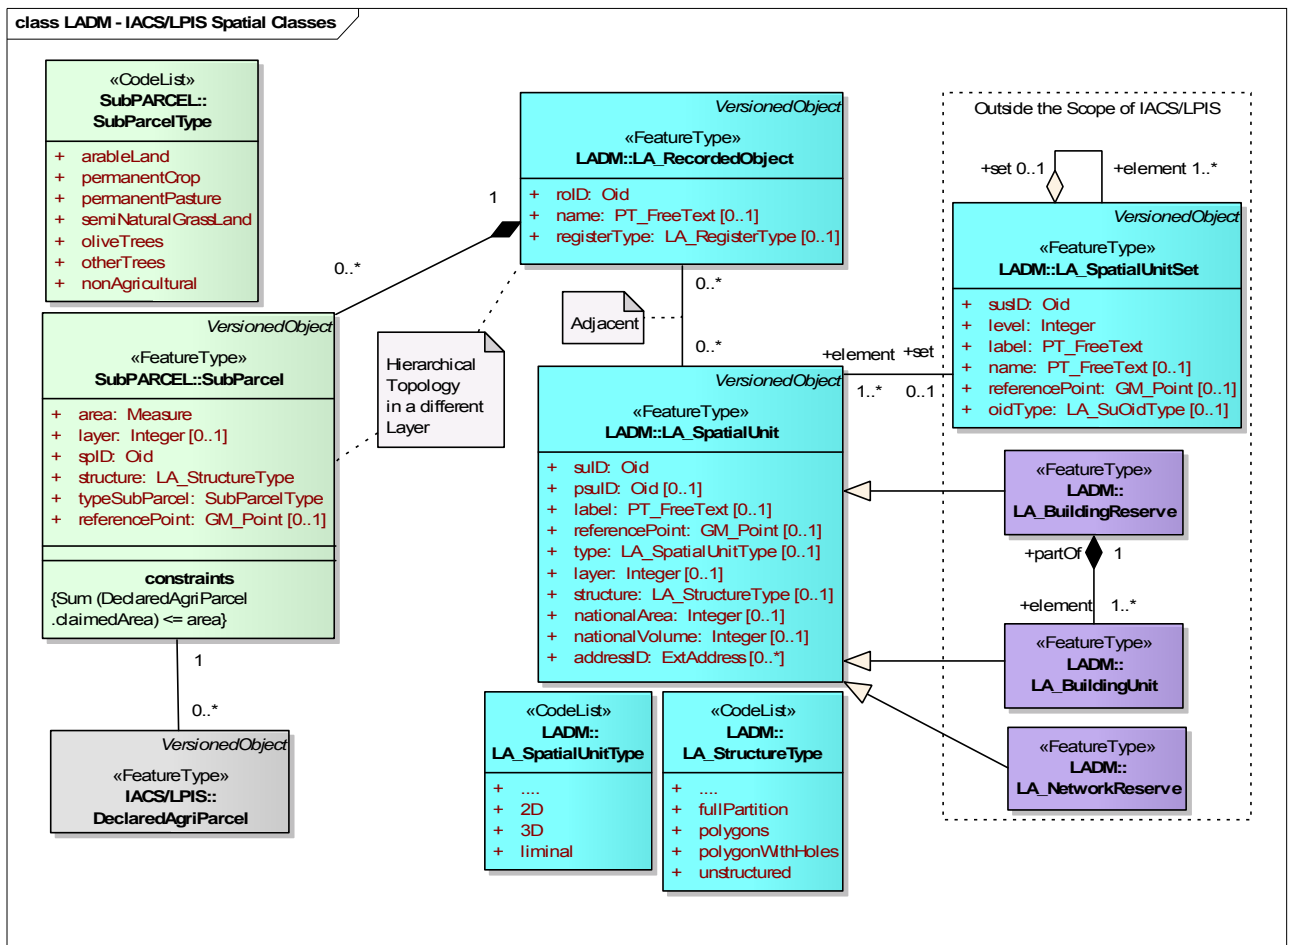 class LADM - IACS/LPIS Spatial Classes
«CodeList»
SubPARCEL::
SubParcelType
+ arableLand
+ permanentCrop
+ permanentPasture
+ semiNaturalGrassLand
+ oliveTrees
+ otherTrees
+ nonAgricultural
VersionedObject
«FeatureType»
SubPARCEL::SubParcel
+ area: Measure
+ layer: Integer [0..1]
+ spID: Oid
+ structure: LA_StructureType
+ typeSubParcel: SubParcelType
+ referencePoint: GM_Point [0..1]
constraints
{Sum (DeclaredAgriParcel
.claimedArea) <= area}
1
0..*
VersionedObject
«FeatureType»
IACS/LPIS::
DeclaredAgriParcel
1
0..*
Hierarchical
Topology
in a different
Layer
VersionedObject
«FeatureType»
LADM::LA_RecordedObject
+ roID: Oid
+ name: PT_FreeText [0..1]
+ registerType: LA_RegisterType [0..1]
0..*
Adjacent
0..*
VersionedObject
«FeatureType»
LADM::LA_SpatialUnit
+ suID: Oid
+ psuID: Oid [0..1]
+ label: PT_FreeText [0..1]
+ referencePoint: GM_Point [0..1]
+ type: LA_SpatialUnitType [0..1]
+ layer: Integer [0..1]
+ structure: LA_StructureType [0..1]
+ nationalArea: Integer [0..1]
+ nationalVolume: Integer [0..1]
+ addressID: ExtAddress [0..*]
«CodeList»
LADM::
LA_SpatialUnitType
+ ....
+ 2D
+ 3D
+ liminal
«CodeList»
LADM::
LA_StructureType
+ ....
+ fullPartition
+ polygons
+ polygonWithHoles
+ unstructured
+element +set
1..* 0..1
Outside the Scope of IACS/LPIS
+set 0..1 +element 1..*
VersionedObject
«FeatureType»
LADM::LA_SpatialUnitSet
+ susID: Oid
+ level: Integer
+ label: PT_FreeText
+ name: PT_FreeText [0..1]
+ referencePoint: GM_Point [0..1]
+ oidType: LA_SuOidType [0..1]
«FeatureType»
LADM::
LA_BuildingReserve
+partOf 1
+element 1..*
«FeatureType»
LADM::
LA_BuildingUnit
«FeatureType»
LADM::
LA_NetworkReserve